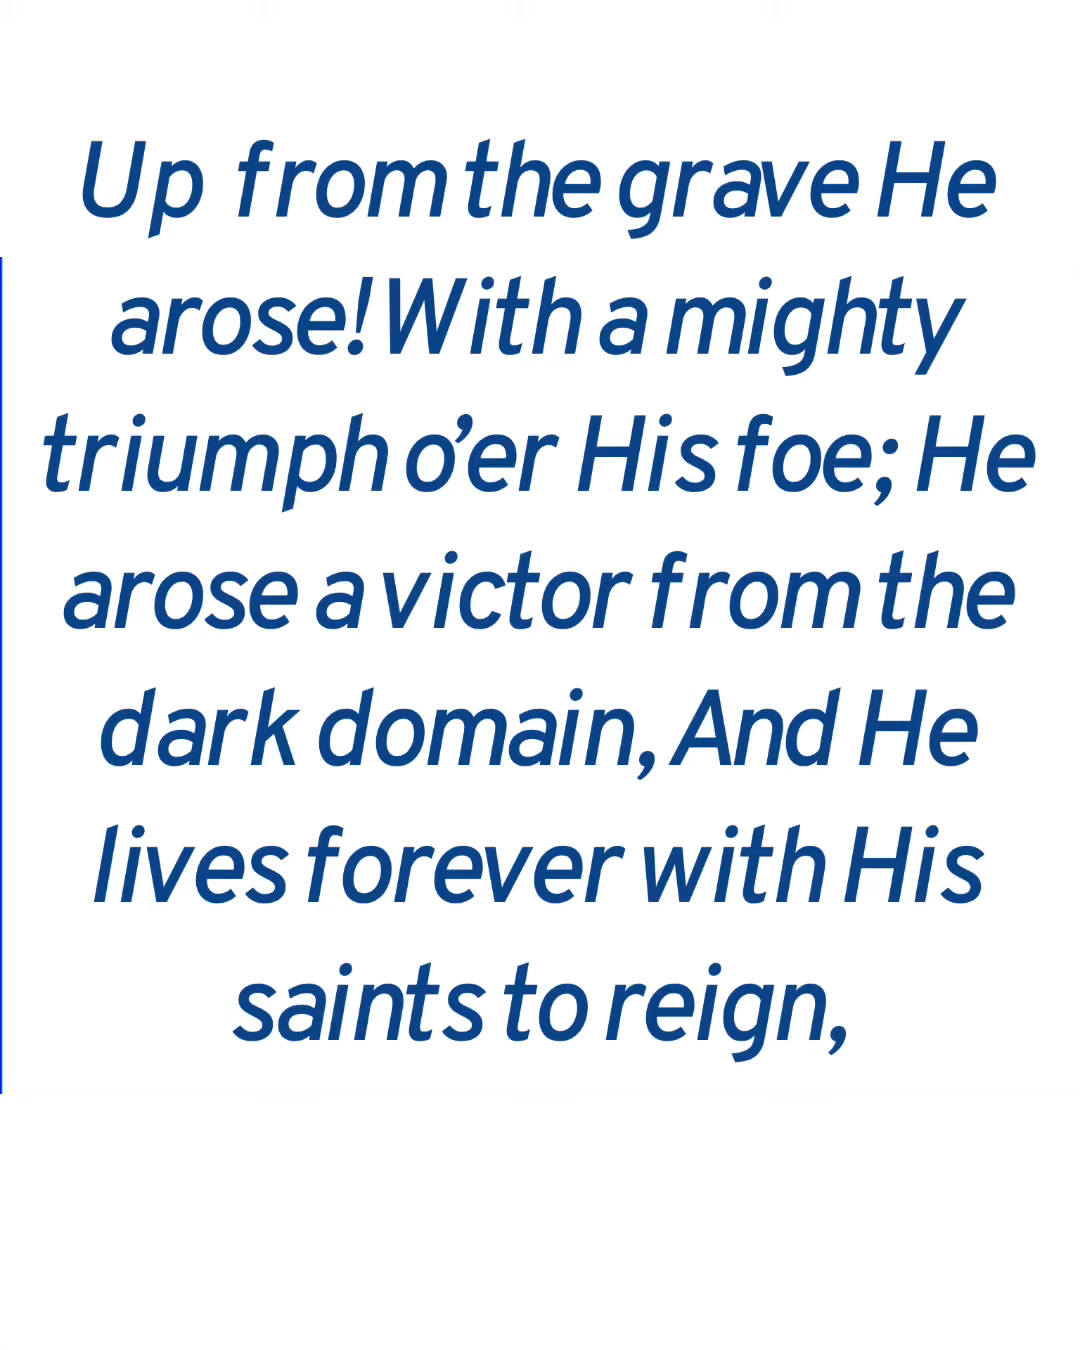 Up from the grave He
arose! With a mighty
triumph o’er His foe; He
arose a victor from the
dark domain, And He
lives forever with His
saints to reign,